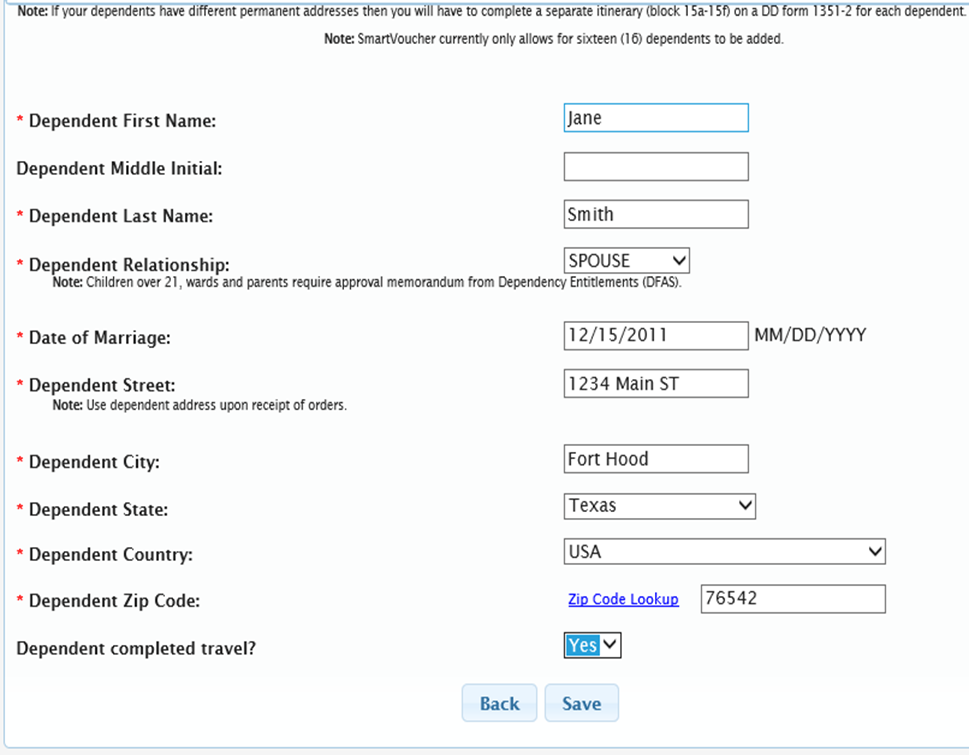 Note: If your dependents have different permanent addresses then you will have to complete a separate itinerary (block 15a-15f) on a DD form 1351-2 for each dependent.
Note: SmartVoucher currently only allows for sixteen (16) dependents to be added.
* Dependent First Name: Jane
Dependent Middle Initial:
* Dependent Last Name: Smith
* Dependent Relationship: SPOUSE
Note: Children over 21, wards and parents require approval memorandum from Dependency Entitlements (DFAS).
* Date of Marriage: 12/15/2011 MM/DD/YYYY
* Dependent Street: 1234 Main ST
Note: Use dependent address upon receipt of orders.
* Dependent City: Fort Hood
* Dependent State: Texas
* Dependent Country: USA
* Dependent Zip Code: Zip Code Lookup 76542
Dependent completed travel? Yes
Back Save